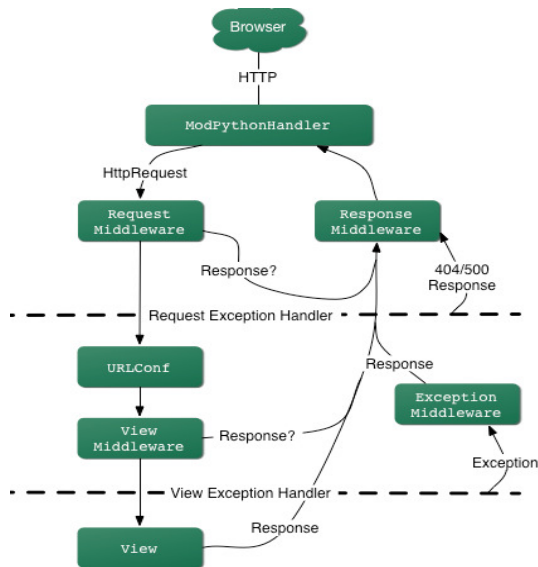 Browser
HTTP
ModPythonHandler
HttpRequest
Request
Middleware
Response
Middleware
Response?
404/500
Response
Request Exception Handler
URLConf
Response
Exception
Middleware
View
Middleware
Response?
Exception
View Exception Handler
Response
View